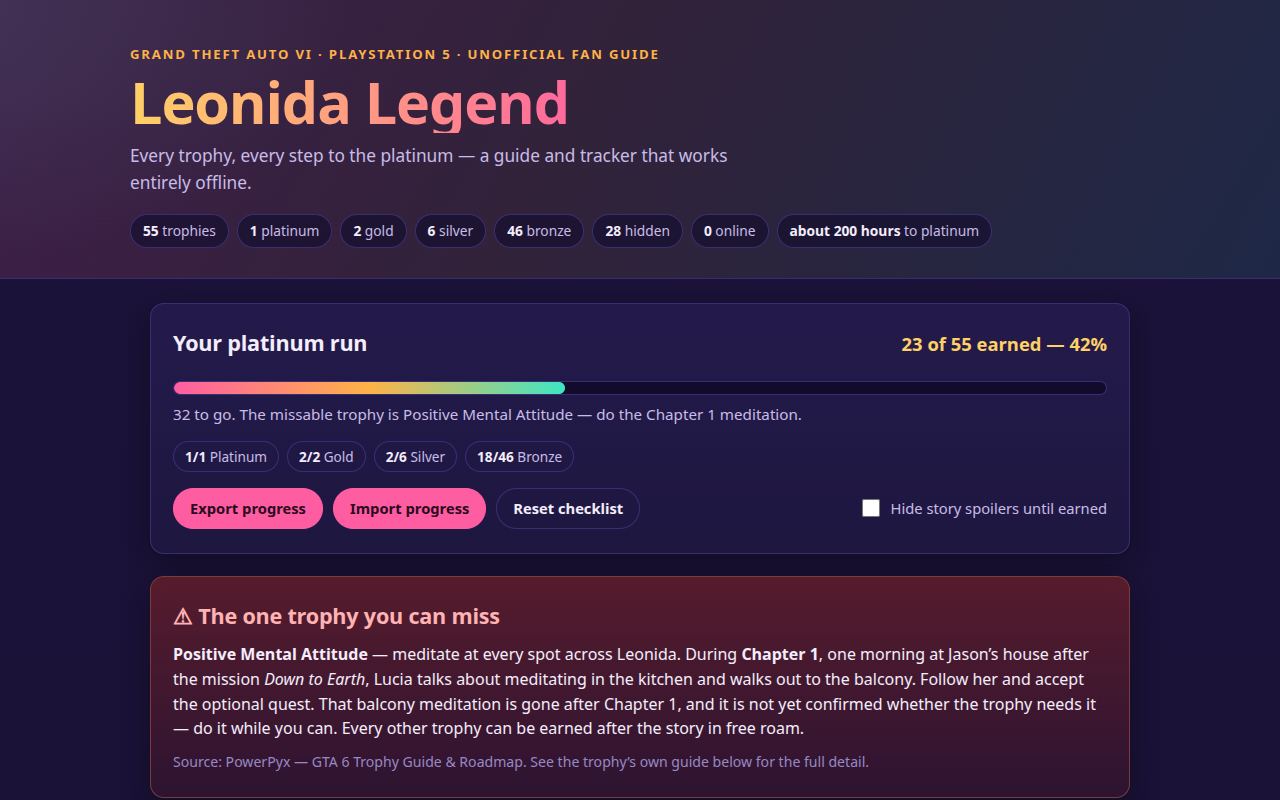 GRAND THEFT AUTO VI · PLAYSTATION 5 · UNOFFICIAL FAN GUIDE
Leonida Legend
Every trophy, every step to the platinum — a guide and tracker that works
entirely offline.
55 trophies 1 platinum 2 gold 6 silver 46 bronze 28 hidden 0 online about 200 hours to platinum
Your platinum run 23 of 55 earned — 42%
32 to go. The missable trophy is Positive Mental Attitude — do the Chapter 1 meditation.
1/1 Platinum 2/2 Gold 2/6 Silver 18/46 Bronze
Export progress Import progress Reset checklist Hide story spoilers until earned
⚠ The one trophy you can miss
Positive Mental Attitude — meditate at every spot across Leonida. During Chapter 1, one morning at Jason’s house after
the mission Down to Earth, Lucia talks about meditating in the kitchen and walks out to the balcony. Follow her and accept
the optional quest. That balcony meditation is gone after Chapter 1, and it is not yet confirmed whether the trophy needs it
— do it while you can. Every other trophy can be earned after the story in free roam.
Source: PowerPyx — GTA 6 Trophy Guide & Roadmap. See the trophy’s own guide below for the full detail.